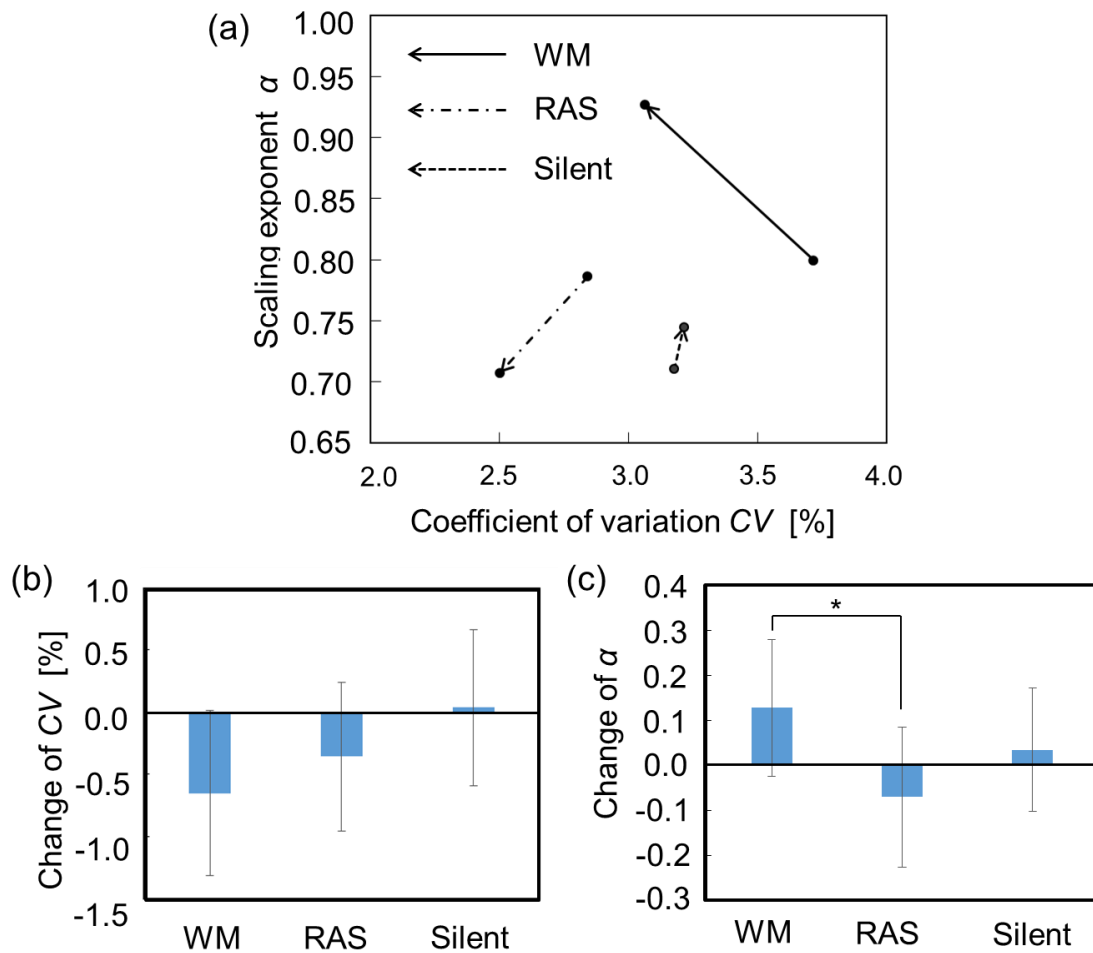 (a)
Scaling exponent α
1.00
0.95
0.90
0.85
0.80
0.75
0.70
0.65
WM
RAS
Silent
2.0 2.5 3.0 3.5 4.0
Coefficient of variation CV [%]
(b)
Change of CV [%]
1.0
0.5
0.0
-0.5
-1.0
-1.5
WM RAS Silent
(c)
Change of α
0.4
0.3
0.2
0.1
0.0
-0.1
-0.2
-0.3
*
WM RAS Silent